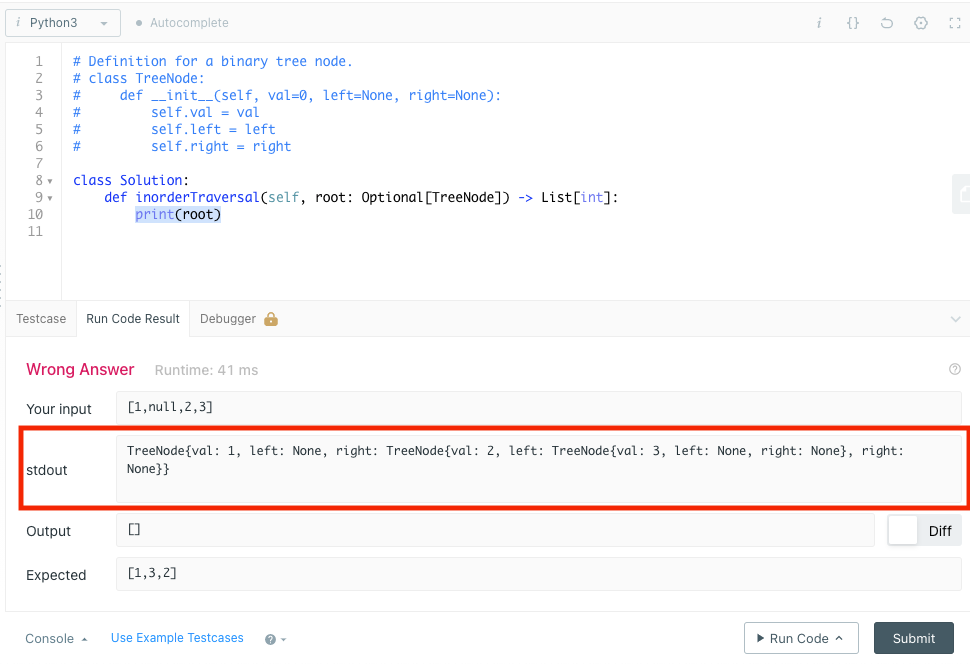 i Python3
Autocomplete
i {}
1 # Definition for a binary tree node.
2 # class TreeNode:
3 #     def __init__(self, val=0, left=None, right=None):
4 #         self.val = val
5 #         self.left = left
6 #         self.right = right
7
8 class Solution:
9     def inorderTraversal(self, root: Optional[TreeNode]) -> List[int]:
10         print(root)
11
Testcase Run Code Result Debugger
Wrong Answer Runtime: 41 ms
Your input [1,null,2,3]
stdout
TreeNode{val: 1, left: None, right: TreeNode{val: 2, left: TreeNode{val: 3, left: None, right: None}, right:
None}}
Output [] Diff
Expected [1,3,2]
Console Use Example Testcases ? Run Code Submit